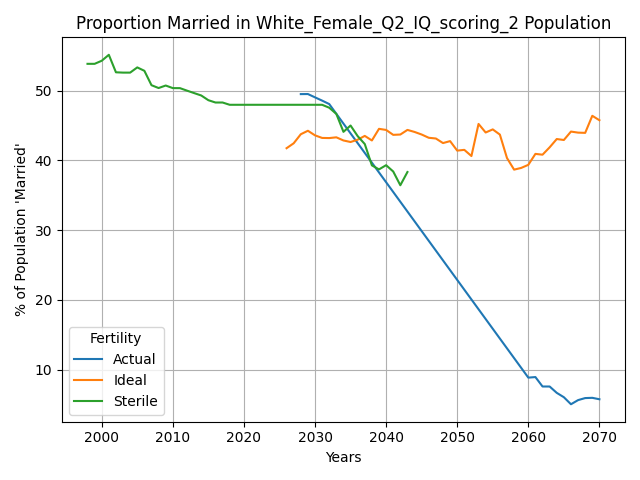 Proportion Married in White_Female_Q2_IQ_scoring_2 Population
% of Population 'Married'
50
40
30
20
10
Fertility
Actual
Ideal
Sterile
2000 2010 2020 2030 2040 2050 2060 2070
Years